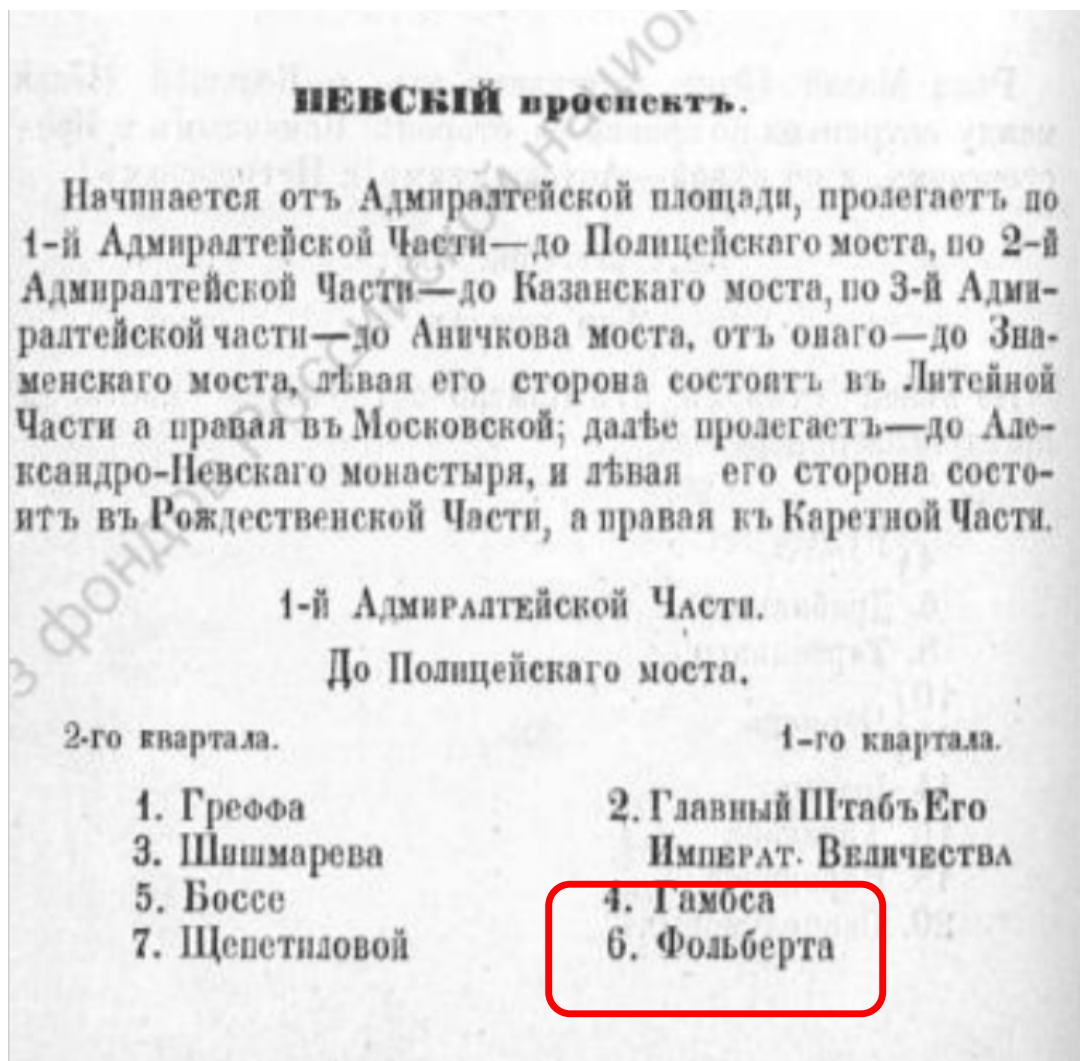 НЕВСКІЙ проспектъ.
Начинается отъ Адмиралтейской площади, пролегаетъ по
1-й Адмиралтейской Части—до Полицейскаго моста, по 2-й
Адмиралтейской Части—до Казанскаго моста, по 3-й Адми-
ралтейской части—до Аничкова моста, отъ онаго—до Зна-
менскаго моста, лѣвая его сторона состоятъ въ Литейной
Части а правая въ Московской; далѣе пролегаетъ—до Але-
ксандро-Невскаго монастыря, и лѣвая его сторона состо-
итъ въ Рождественской Части, а правая къ Каретной Части.
1-й Адмиралтейской Части.
До Полицейскаго моста.
2-го квартала.
1. Греффа
3. Шишмарева
5. Боссе
7. Щепетиловой
1-го квартала.
2. Главный Штабъ Его
Императ. Величества
4. Гамбса
6. Фольберта
з фондов Российской национ